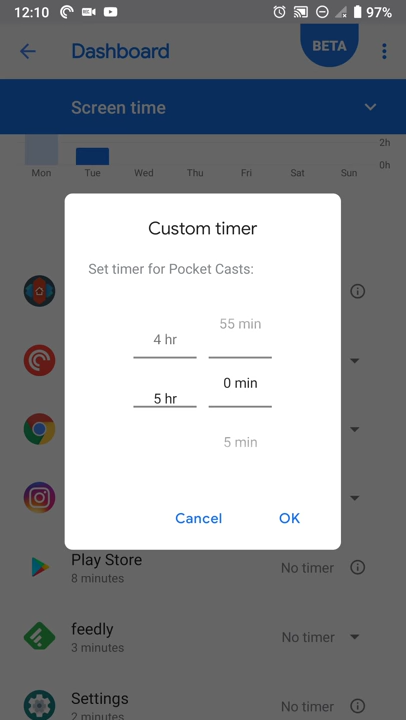 12:10
97%
Dashboard
BETA
Screen time
2h
0h
Mon Tue Wed Thu Fri Sat Sun
Custom timer
Set timer for Pocket Casts:
55 min
4 hr
0 min
5 hr
5 min
Cancel OK
Play Store
8 minutes
No timer
feedly
3 minutes
No timer
Settings
2 minutes
No timer